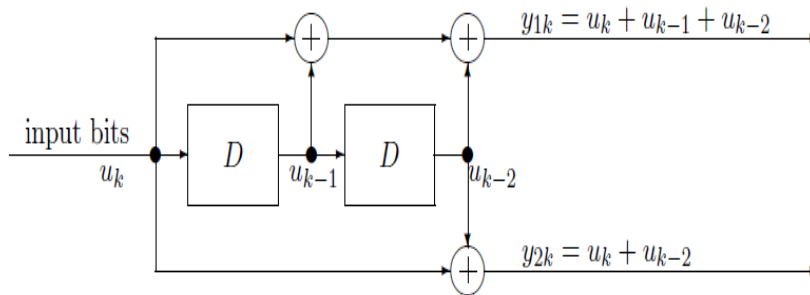 y₁ₖ = uₖ + uₖ₋₁ + uₖ₋₂
+
+
input bits
D
D
uₖ
uₖ₋₁
uₖ₋₂
y₂ₖ = uₖ + uₖ₋₂
+